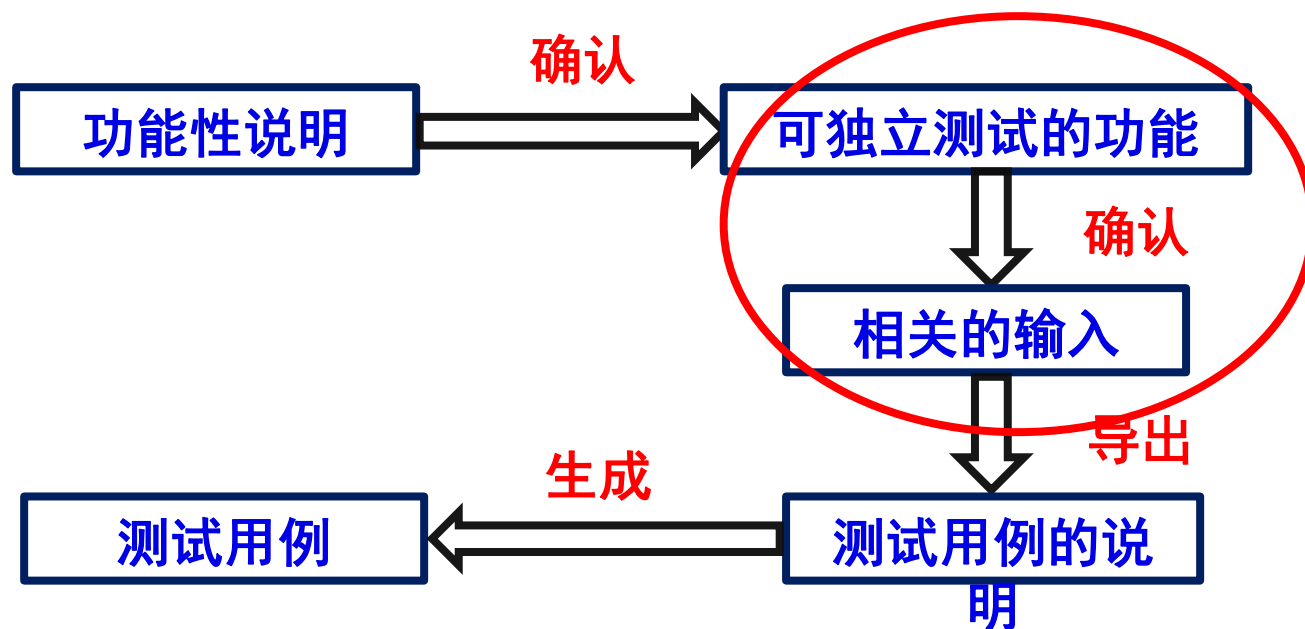 确认
功能性说明
可独立测试的功能
确认
相关的输入
导出
生成
测试用例
测试用例的说
明